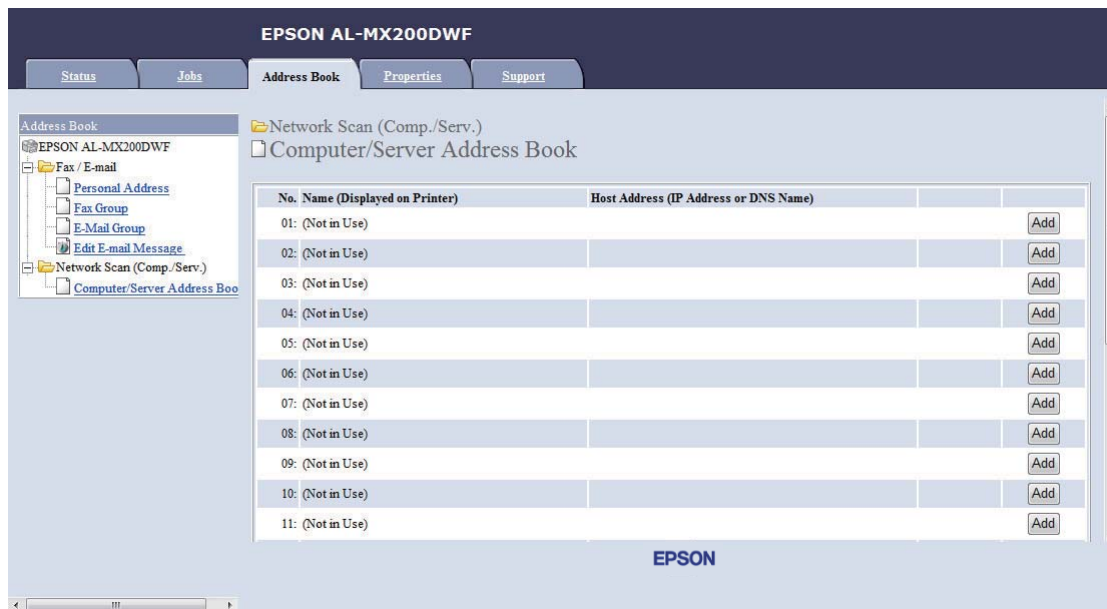 EPSON AL-MX200DWF
Status Jobs Address Book Properties Support
Address Book
EPSON AL-MX200DWF
Fax / E-mail
Personal Address
Fax Group
E-Mail Group
Edit E-mail Message
Network Scan (Comp./Serv.)
Computer/Server Address Boo
Network Scan (Comp./Serv.)
Computer/Server Address Book
No. Name (Displayed on Printer) Host Address (IP Address or DNS Name)
01: (Not in Use) Add
02: (Not in Use) Add
03: (Not in Use) Add
04: (Not in Use) Add
05: (Not in Use) Add
06: (Not in Use) Add
07: (Not in Use) Add
08: (Not in Use) Add
09: (Not in Use) Add
10: (Not in Use) Add
11: (Not in Use) Add
EPSON